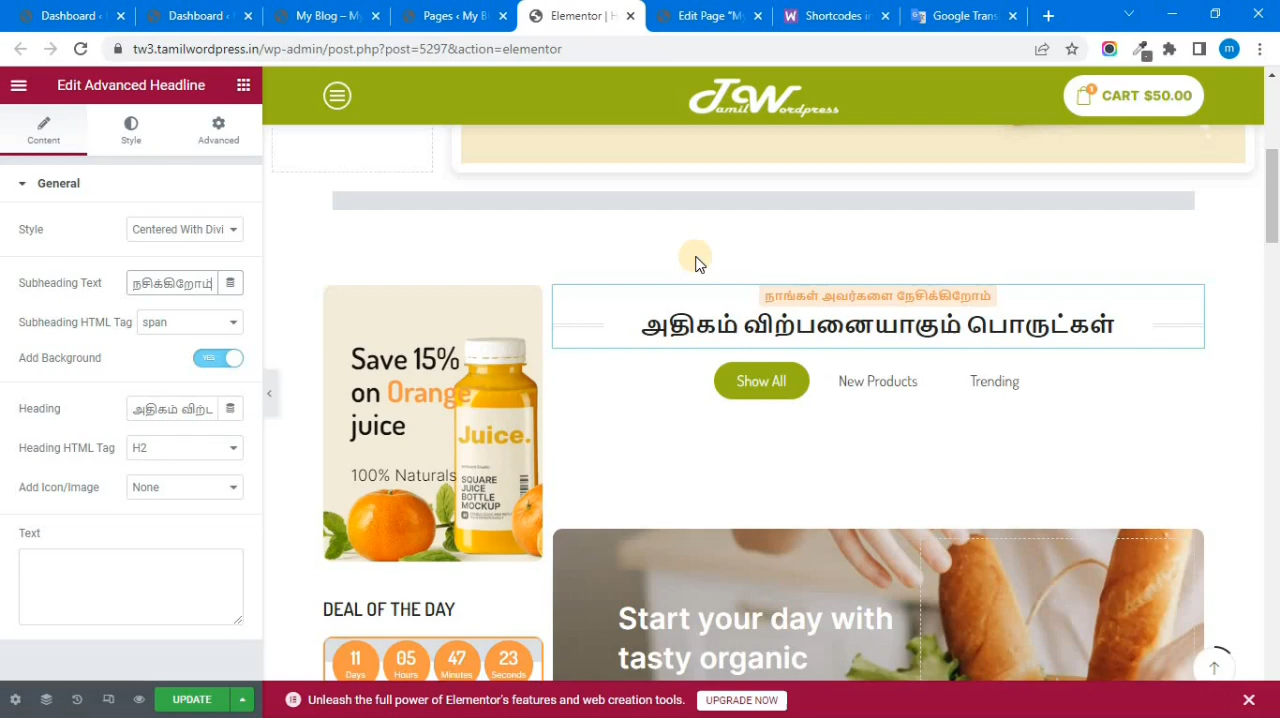 Dashboard ‹
Dashboard ‹
My Blog – My
Pages ‹ My B
Elementor | H
Edit Page "My
Shortcodes in
Google Trans
tw3.tamilwordpress.in/wp-admin/post.php?post=5297&action=elementor
m
Edit Advanced Headline
Content
Style
Advanced
General
Style
Centered With Divi
Subheading Text
நசிக்கிறோம்
Subheading HTML Tag
span
Add Background
YES
Heading
அதிகம் விற்ப
Heading HTML Tag
H2
Add Icon/Image
None
Text
UPDATE
TamilWordpress
1
CART $50.00
நாங்கள் அவர்களை நேசிக்கிறோம்
அதிகம் விற்பனையாகும் பொருட்கள்
Show All
New Products
Trending
Save 15%
on Orange
juice
100% Naturals
Juice.
SQUARE
JUICE
BOTTLE
MOCKUP
DEAL OF THE DAY
11
Days
05
Hours
47
Minutes
23
Seconds
Start your day with
tasty organic
Unleash the full power of Elementor's features and web creation tools.
UPGRADE NOW